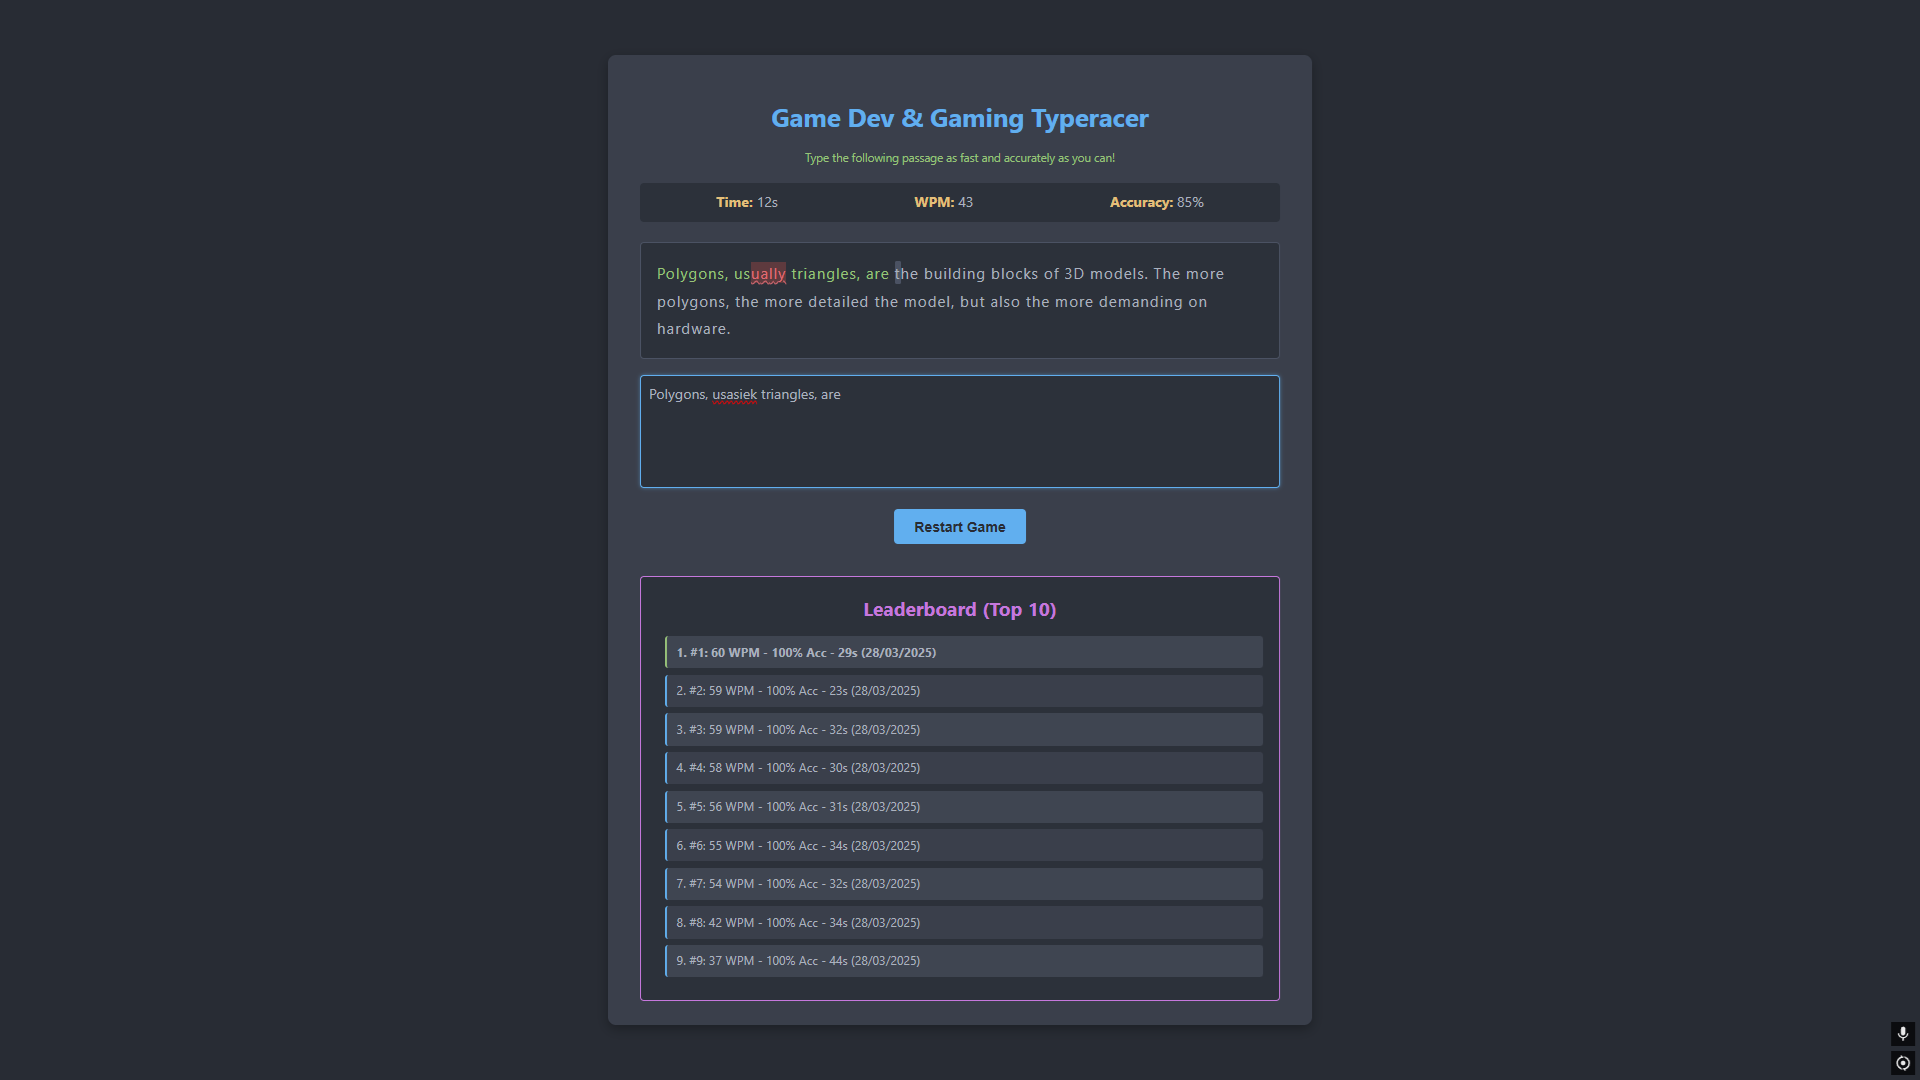 Game Dev & Gaming Typeracer
Type the following passage as fast and accurately as you can!
Time: 12s WPM: 43 Accuracy: 85%
Polygons, usually triangles, are the building blocks of 3D models. The more
polygons, the more detailed the model, but also the more demanding on
hardware.
Polygons, usasiek triangles, are
Restart Game
Leaderboard (Top 10)
1. #1: 60 WPM - 100% Acc - 29s (28/03/2025)
2. #2: 59 WPM - 100% Acc - 23s (28/03/2025)
3. #3: 59 WPM - 100% Acc - 32s (28/03/2025)
4. #4: 58 WPM - 100% Acc - 30s (28/03/2025)
5. #5: 56 WPM - 100% Acc - 31s (28/03/2025)
6. #6: 55 WPM - 100% Acc - 34s (28/03/2025)
7. #7: 54 WPM - 100% Acc - 32s (28/03/2025)
8. #8: 42 WPM - 100% Acc - 34s (28/03/2025)
9. #9: 37 WPM - 100% Acc - 44s (28/03/2025)